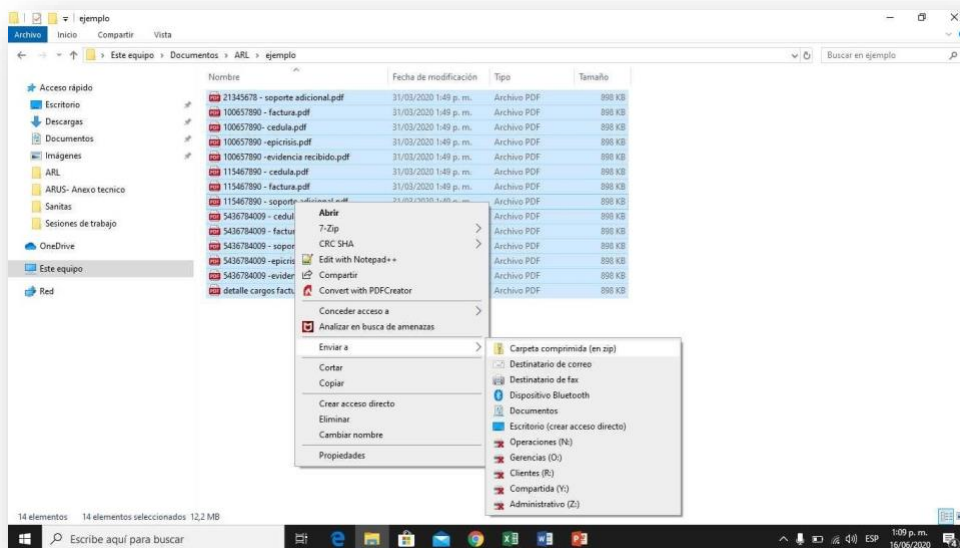 ejemplo
Archivo Inicio Compartir Vista
Este equipo > Documentos > ARL > ejemplo
Buscar en ejemplo
Nombre Fecha de modificación Tipo Tamaño
Acceso rápido
Escritorio
Descargas
Documentos
Imágenes
ARL
ARUS- Anexo tecnico
Sanitas
Sesiones de trabajo
OneDrive
Este equipo
Red
21345678 - soporte adicional.pdf 31/03/2020 1:49 p. m. Archivo PDF 898 KB
100657890 - factura.pdf 31/03/2020 1:49 p. m. Archivo PDF 898 KB
100657890- cedula.pdf 31/03/2020 1:49 p. m. Archivo PDF 898 KB
100657890 -epicrisis.pdf 31/03/2020 1:49 p. m. Archivo PDF 898 KB
100657890 -evidencia recibido.pdf 31/03/2020 1:49 p. m. Archivo PDF 898 KB
115467890 - cedula.pdf 31/03/2020 1:49 p. m. Archivo PDF 898 KB
115467890 - factura.pdf 31/03/2020 1:49 p. m. Archivo PDF 898 KB
115467890 - soporte adicional.pdf 31/03/2020 1:49 p. m. Archivo PDF 898 KB
5436784009 - cedul Archivo PDF 898 KB
5436784009 - factur Archivo PDF 898 KB
5436784009 - sopor Archivo PDF 898 KB
5436784009 -epicris Archivo PDF 898 KB
5436784009 -eviden Archivo PDF 898 KB
detalle cargos factu Archivo PDF 898 KB
Abrir
7-Zip
CRC SHA
Edit with Notepad++
Compartir
Convert with PDFCreator
Conceder acceso a
Analizar en busca de amenazas
Enviar a
Cortar
Copiar
Crear acceso directo
Eliminar
Cambiar nombre
Propiedades
Carpeta comprimida (en zip)
Destinatario de correo
Destinatario de fax
Dispositivo Bluetooth
Documentos
Escritorio (crear acceso directo)
Operaciones (N:)
Gerencias (O:)
Clientes (R:)
Compartida (Y:)
Administrativo (Z:)
14 elementos 14 elementos seleccionados 12,2 MB
Escribe aquí para buscar
ESP
1:09 p. m.
16/06/2020